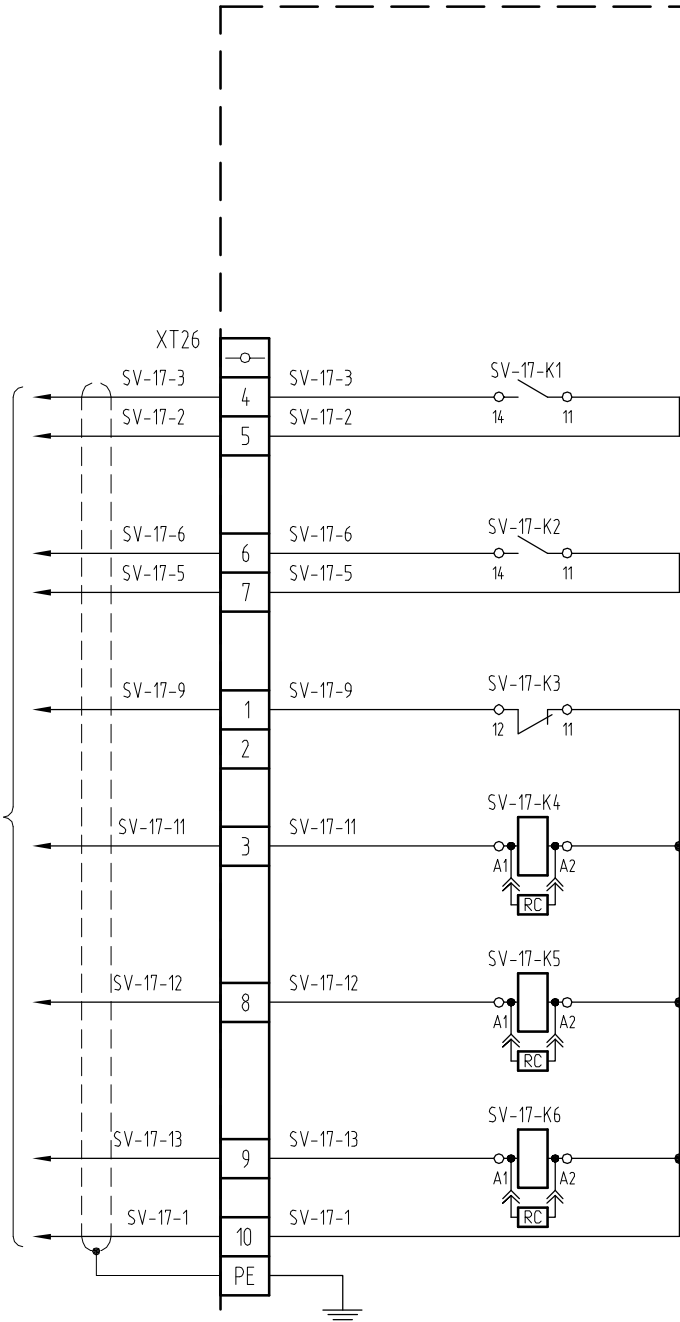 XT26
SV-17-3 4 SV-17-3 SV-17-K1
14 11
SV-17-2 5 SV-17-2
SV-17-6 6 SV-17-6 SV-17-K2
14 11
SV-17-5 7 SV-17-5
SV-17-9 1 SV-17-9 SV-17-K3
12 11
2
SV-17-K4
SV-17-11 3 SV-17-11
A1 A2
RC
SV-17-K5
SV-17-12 8 SV-17-12
A1 A2
RC
SV-17-K6
SV-17-13 9 SV-17-13
A1 A2
RC
SV-17-1 10 SV-17-1
PE